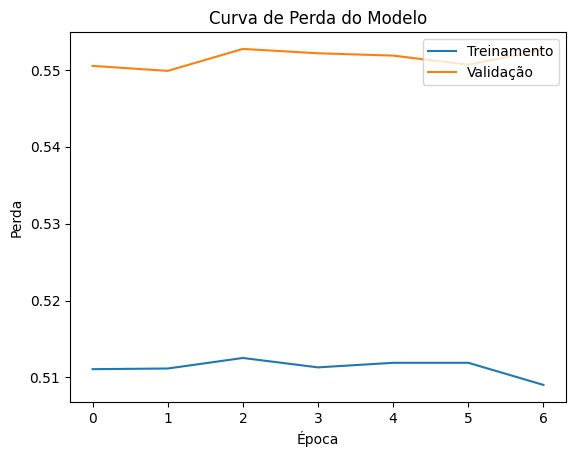 Curva de Perda do Modelo
Treinamento
Validação
0.55
0.54
0.53
0.52
0.51
Perda
0
1
2
3
4
5
6
Época